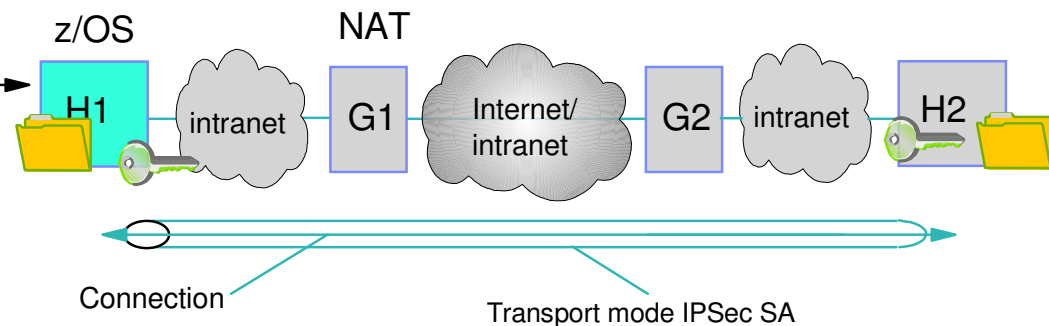 z/OS
NAT
H1
intranet
G1
Internet/
intranet
G2
intranet
H2
Connection
Transport mode IPSec SA